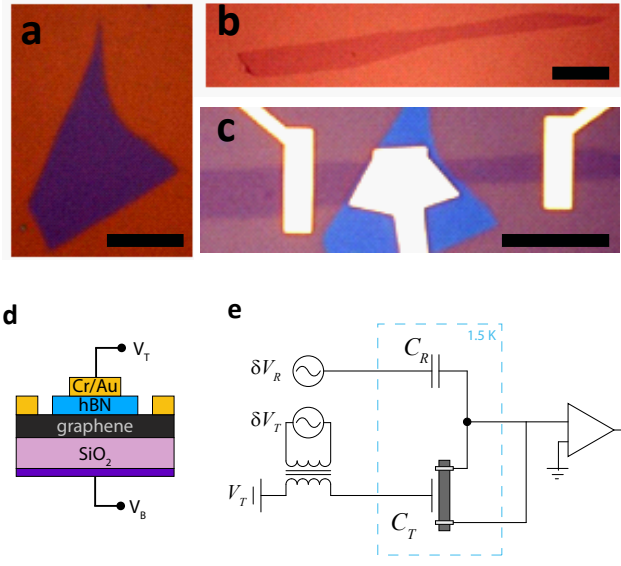 a
b
c
d
V_T
Cr/Au
hBN
graphene
SiO_2
V_B
e
1.5 K
C_R
δV_R
δV_T
V_T
C_T